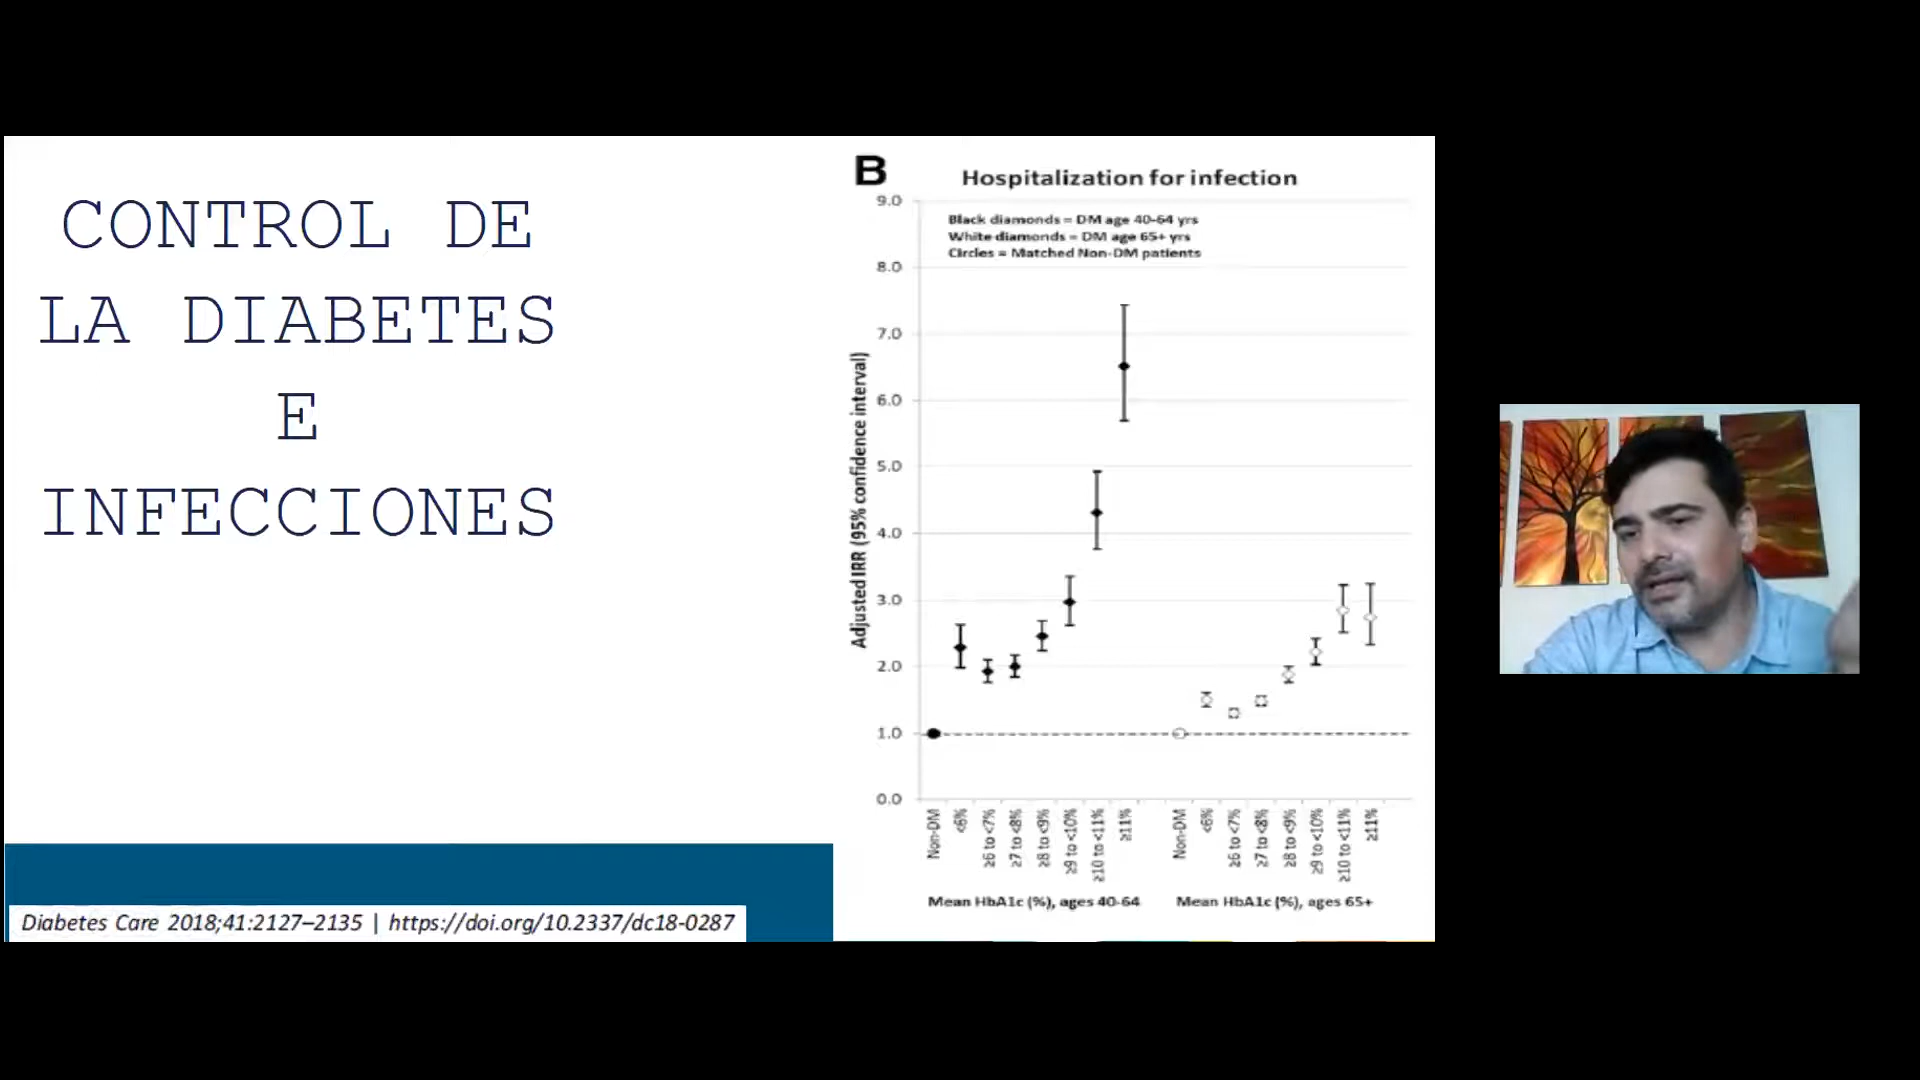 CONTROL DE
LA DIABETES
E
INFECCIONES
Diabetes Care 2018;41:2127–2135 | https://doi.org/10.2337/dc18-0287
B
Hospitalization for infection
Black diamonds = DM age 40-64 yrs
White diamonds = DM age 65+ yrs
Circles = Matched Non-DM patients
Adjusted IRR (95% confidence interval)
9.0
8.0
7.0
6.0
5.0
4.0
3.0
2.0
1.0
0.0
Non-DM
<6%
≥6 to <7%
≥7 to <8%
≥8 to <9%
≥9 to <10%
≥10 to <11%
≥11%
Non-DM
<6%
≥6 to <7%
≥7 to <8%
≥8 to <9%
≥9 to <10%
≥10 to <11%
≥11%
Mean HbA1c (%), ages 40-64
Mean HbA1c (%), ages 65+